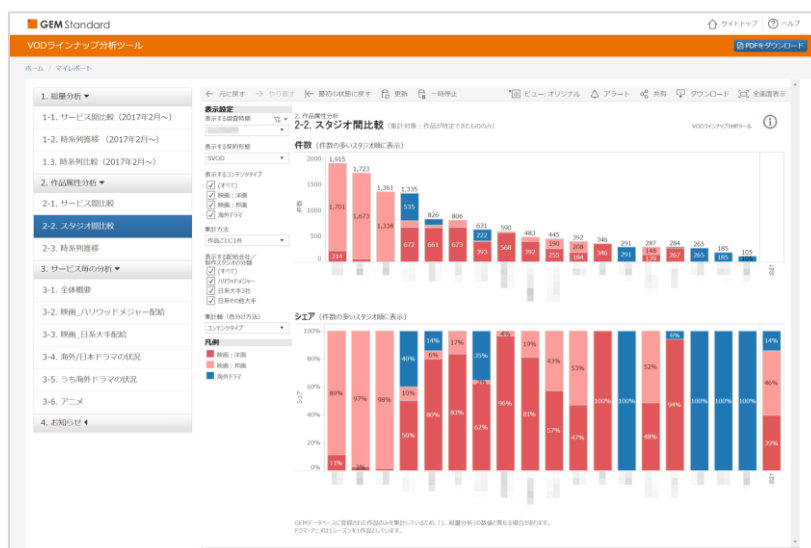 GEM Standard
サイトトップ
ヘルプ
VODラインナップ分析ツール
PDFをダウンロード
ホーム / マイレポート
1. 総量分析
1-1. サービス間比較（2017年2月～）
1-2. 時系列推移 （2017年2月～）
1.3. 時系列比較（2017年2月～）
2. 作品属性分析
2-1. サービス間比較
2-2. スタジオ間比較
2-3. 時系列推移
3. サービス毎の分析
3-1. 全体概要
3-2. 映画_ハリウッドメジャー配給
3-3. 映画_日系大手配給
3-4. 海外/日本ドラマの状況
3-5. うち海外ドラマの状況
3-6. アニメ
4. お知らせ
← 元に戻す → やり直す 最初の状態に戻す 更新 一時停止
ビュー: オリジナル アラート 共有 ダウンロード 全画面表示
表示設定
表示する調査時期
表示する契約形態
SVOD
表示するコンテンツタイプ
(すべて)
映画：洋画
映画：邦画
海外ドラマ
集計方法
作品ごとに1件
表示する配給会社／
制作スタジオの分類
(すべて)
ハリウッドメジャー
日系大手3社
日系その他大手
集計軸（色分け方法）
コンテンツタイプ
凡例
映画：洋画
映画：邦画
海外ドラマ
2. 作品属性分析
2-2. スタジオ間比較 (集計対象：作品が特定できたもののみ)
VODラインナップ分析ツール
件数 (件数の多いスタジオ順に表示)
件数
2000
1500
1000
500
0
1,915 1,723 1,361 1,335 826 806 631 590 483 445 392 346 291 287 284 265 185 105
1,701 1,673 1,338 535 222 190 208 148
214 672 661 673 393 568 392 255 184 346 291 139 267 265 185 105
シェア (件数の多いスタジオ順に表示)
シェア
100%
80%
60%
40%
20%
0%
89% 97% 98% 40% 14% 17% 35% 4% 19% 43% 53% 52% 6% 14%
10% 6% 3% 46%
11% 3% 50% 80% 83% 62% 96% 81% 57% 47% 100% 100% 48% 94% 100% 100% 100% 39%
GEMデータベースに登録された作品のみを集計しているため、「1. 総量分析」の数値と異なる場合があります。
ドラマ・アニメは1シーズンを1作品としています。